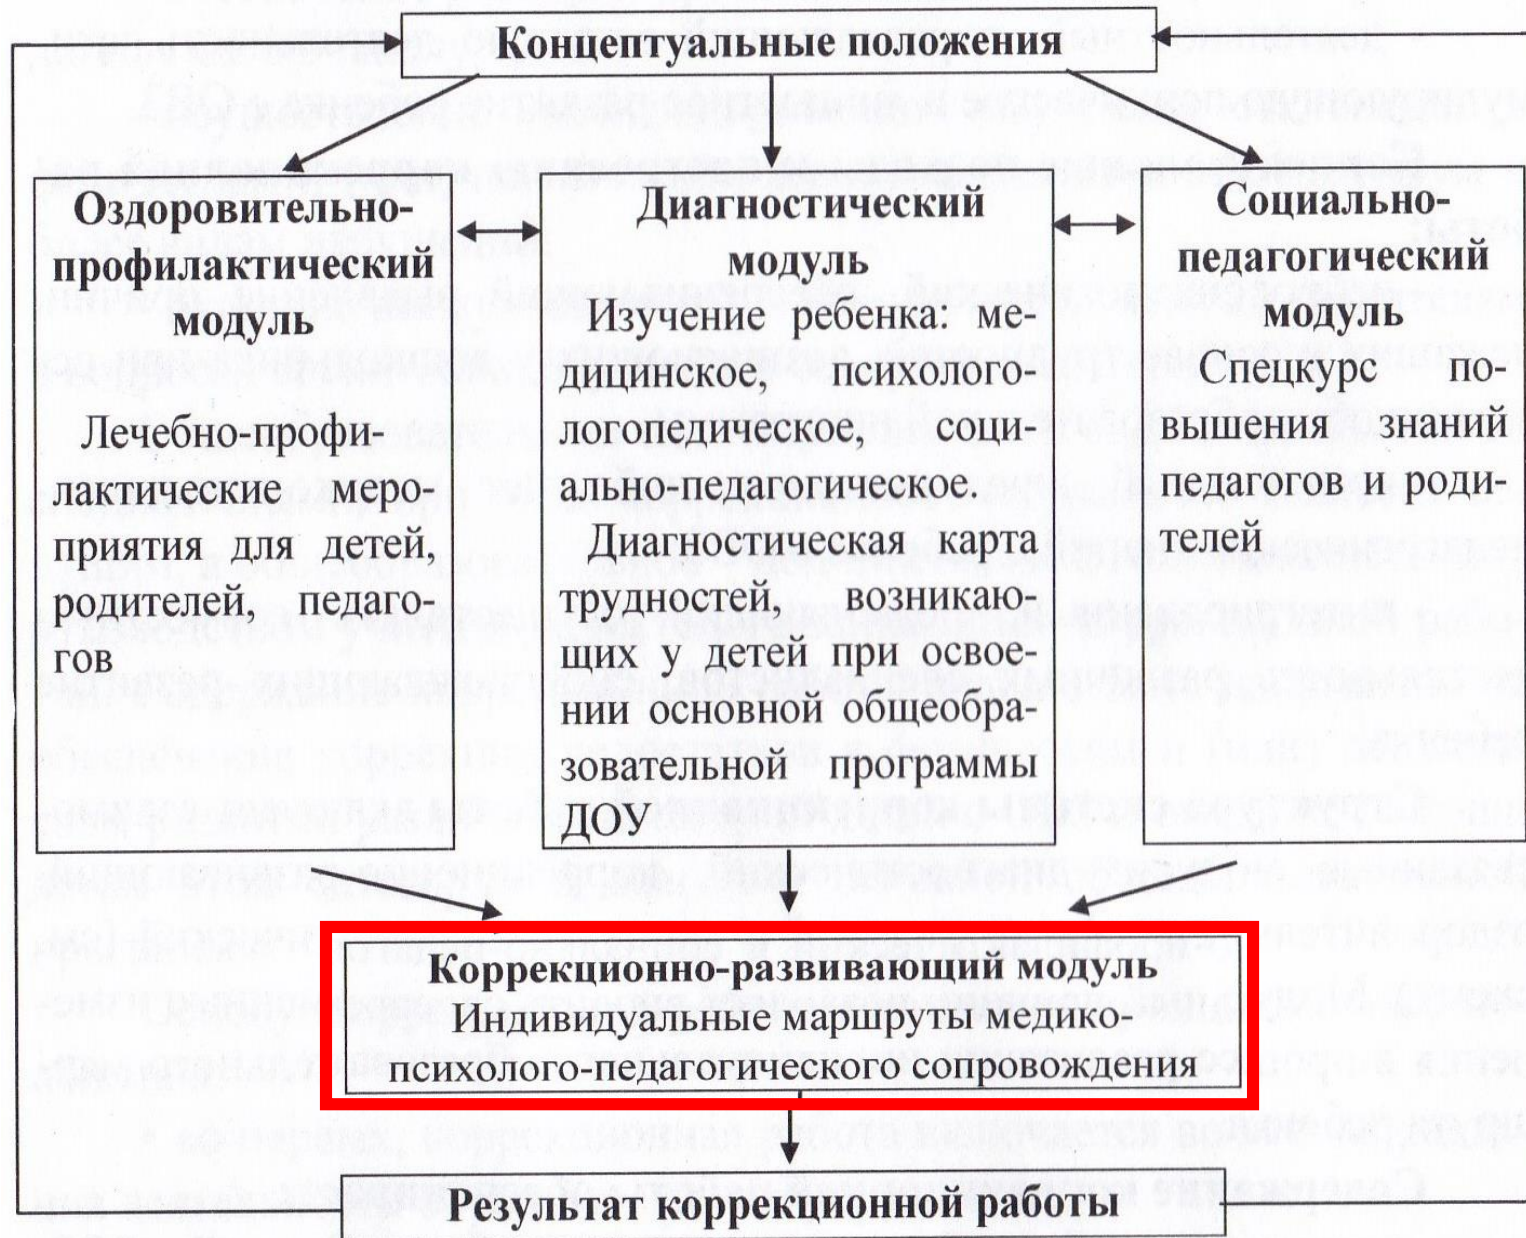 Концептуальные положения
Оздоровительно-
профилактический
модуль
Лечебно-профи-
лактические меро-
приятия для детей,
родителей, педаго-
гов
Диагностический
модуль
Изучение ребенка: ме-
дицинское, психолого-
логопедическое, соци-
ально-педагогическое.
Диагностическая карта
трудностей, возникаю-
щих у детей при освое-
нии основной общеобра-
зовательной программы
ДОУ
Социально-
педагогический
модуль
Спецкурс по-
вышения знаний
педагогов и роди-
телей
Коррекционно-развивающий модуль
Индивидуальные маршруты медико-
психолого-педагогического сопровождения
Результат коррекционной работы